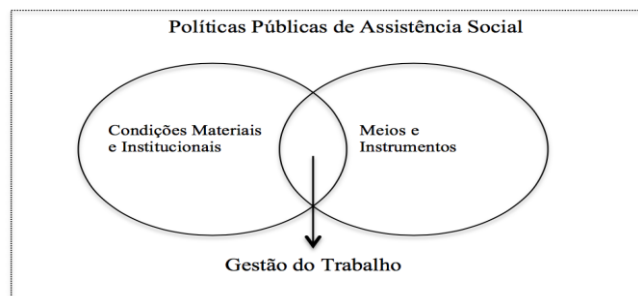 Políticas Públicas de Assistência Social
Condições Materiais
e Institucionais
Meios e
Instrumentos
Gestão do Trabalho